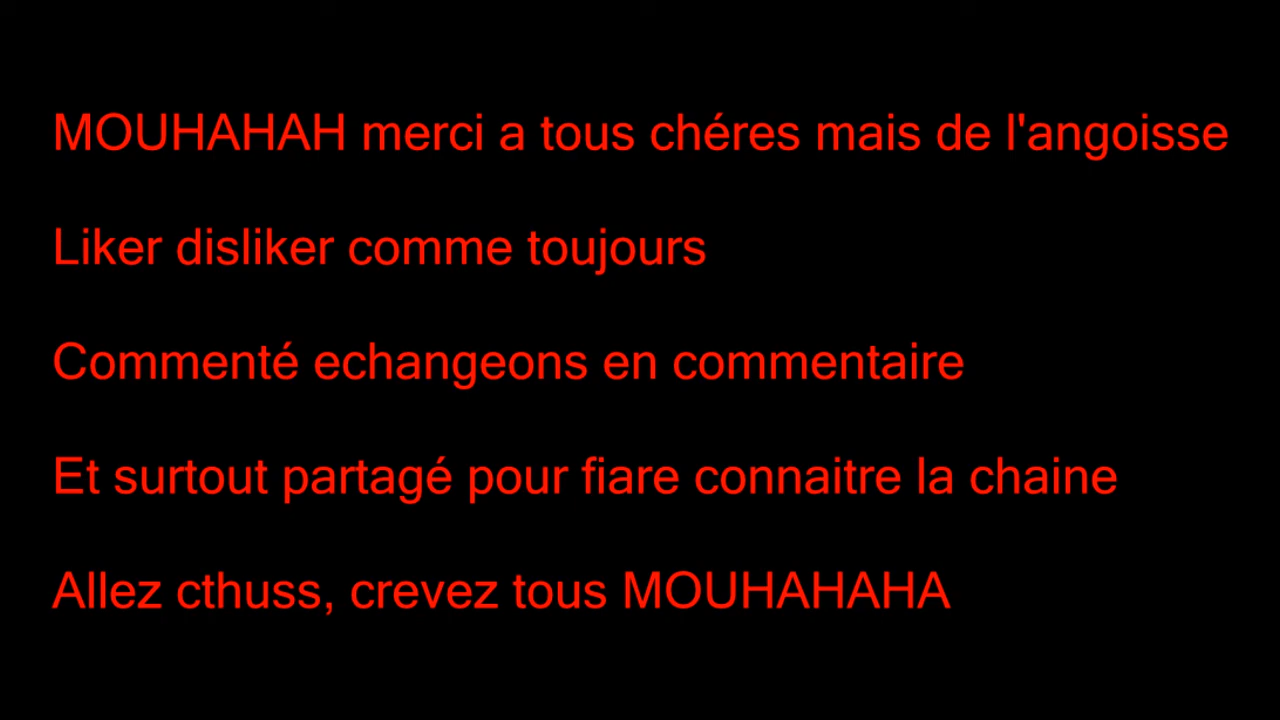 MOUHAHAH merci a tous chéres mais de l'angoisse
Liker disliker comme toujours
Commenté echangeons en commentaire
Et surtout partagé pour fiare connaitre la chaine
Allez cthuss, crevez tous MOUHAHAHA